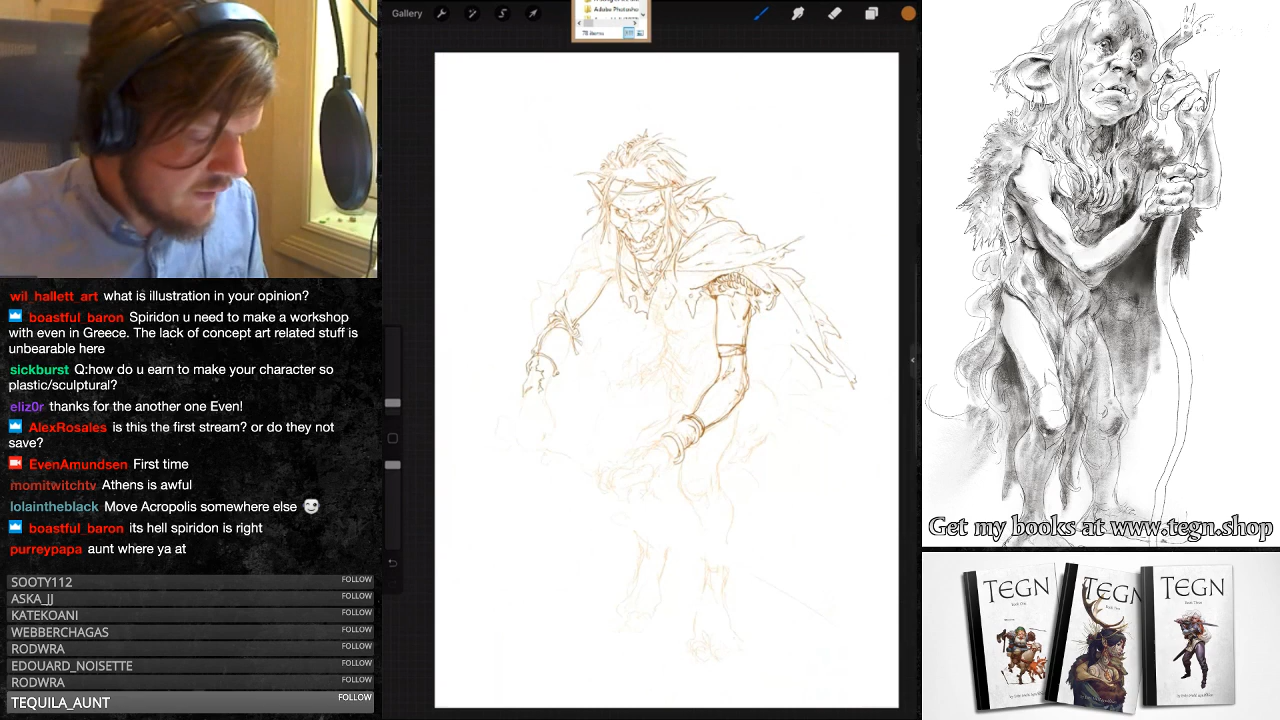 wil_hallett_art what is illustration in your opinion?
boastful_baron Spiridon u need to make a workshop
with even in Greece. The lack of concept art related stuff is
unbearable here
sickburst Q:how do u earn to make your character so
plastic/sculptural?
eliz0r thanks for the another one Even!
AlexRosales is this the first stream? or do they not
save?
EvenAmundsen First time
momitwitchtv Athens is awful
lolaintheblack Move Acropolis somewhere else
boastful_baron its hell spiridon is right
purreypapa aunt where ya at
SOOTY112 FOLLOW
ASKA_JJ FOLLOW
KATEKOANI FOLLOW
WEBBERCHAGAS FOLLOW
RODWRA FOLLOW
EDOUARD_NOISETTE FOLLOW
RODWRA FOLLOW
TEQUILA_AUNT FOLLOW
Gallery
Adobe Photosho
Get my books at www.tegn.shop
TEGN
Book One
TEGN
TEGN